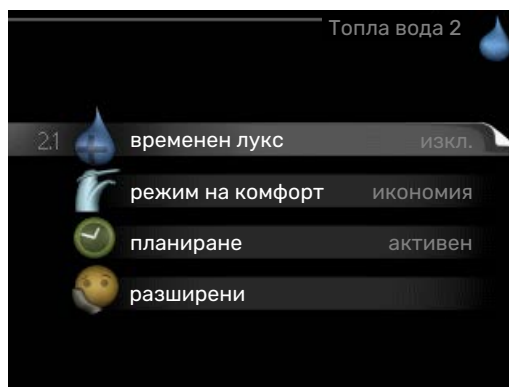 Топла вода 2
2.1 временен лукс изкл.
режим на комфорт икономия
планиране активен
разширени